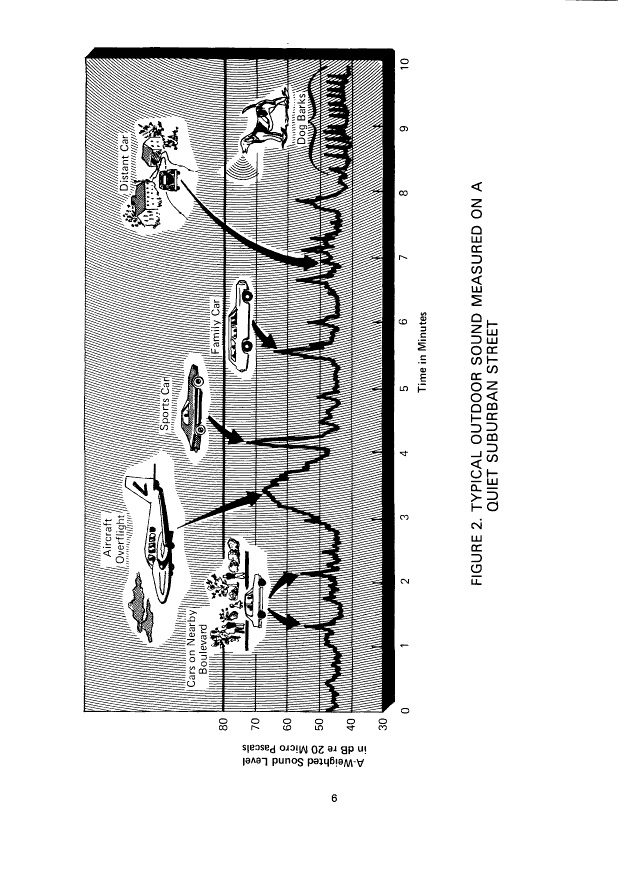 Aircraft
Overflight
Cars on Nearby
Boulevard
Sports Car
Family Car
Distant Car
Dog Barks
80
70
60
50
40
30
A-Weighted Sound Level
in dB re 20 Micro Pascals
0 1 2 3 4 5 6 7 8 9 10
Time in Minutes
FIGURE 2. TYPICAL OUTDOOR SOUND MEASURED ON A
QUIET SUBURBAN STREET
6